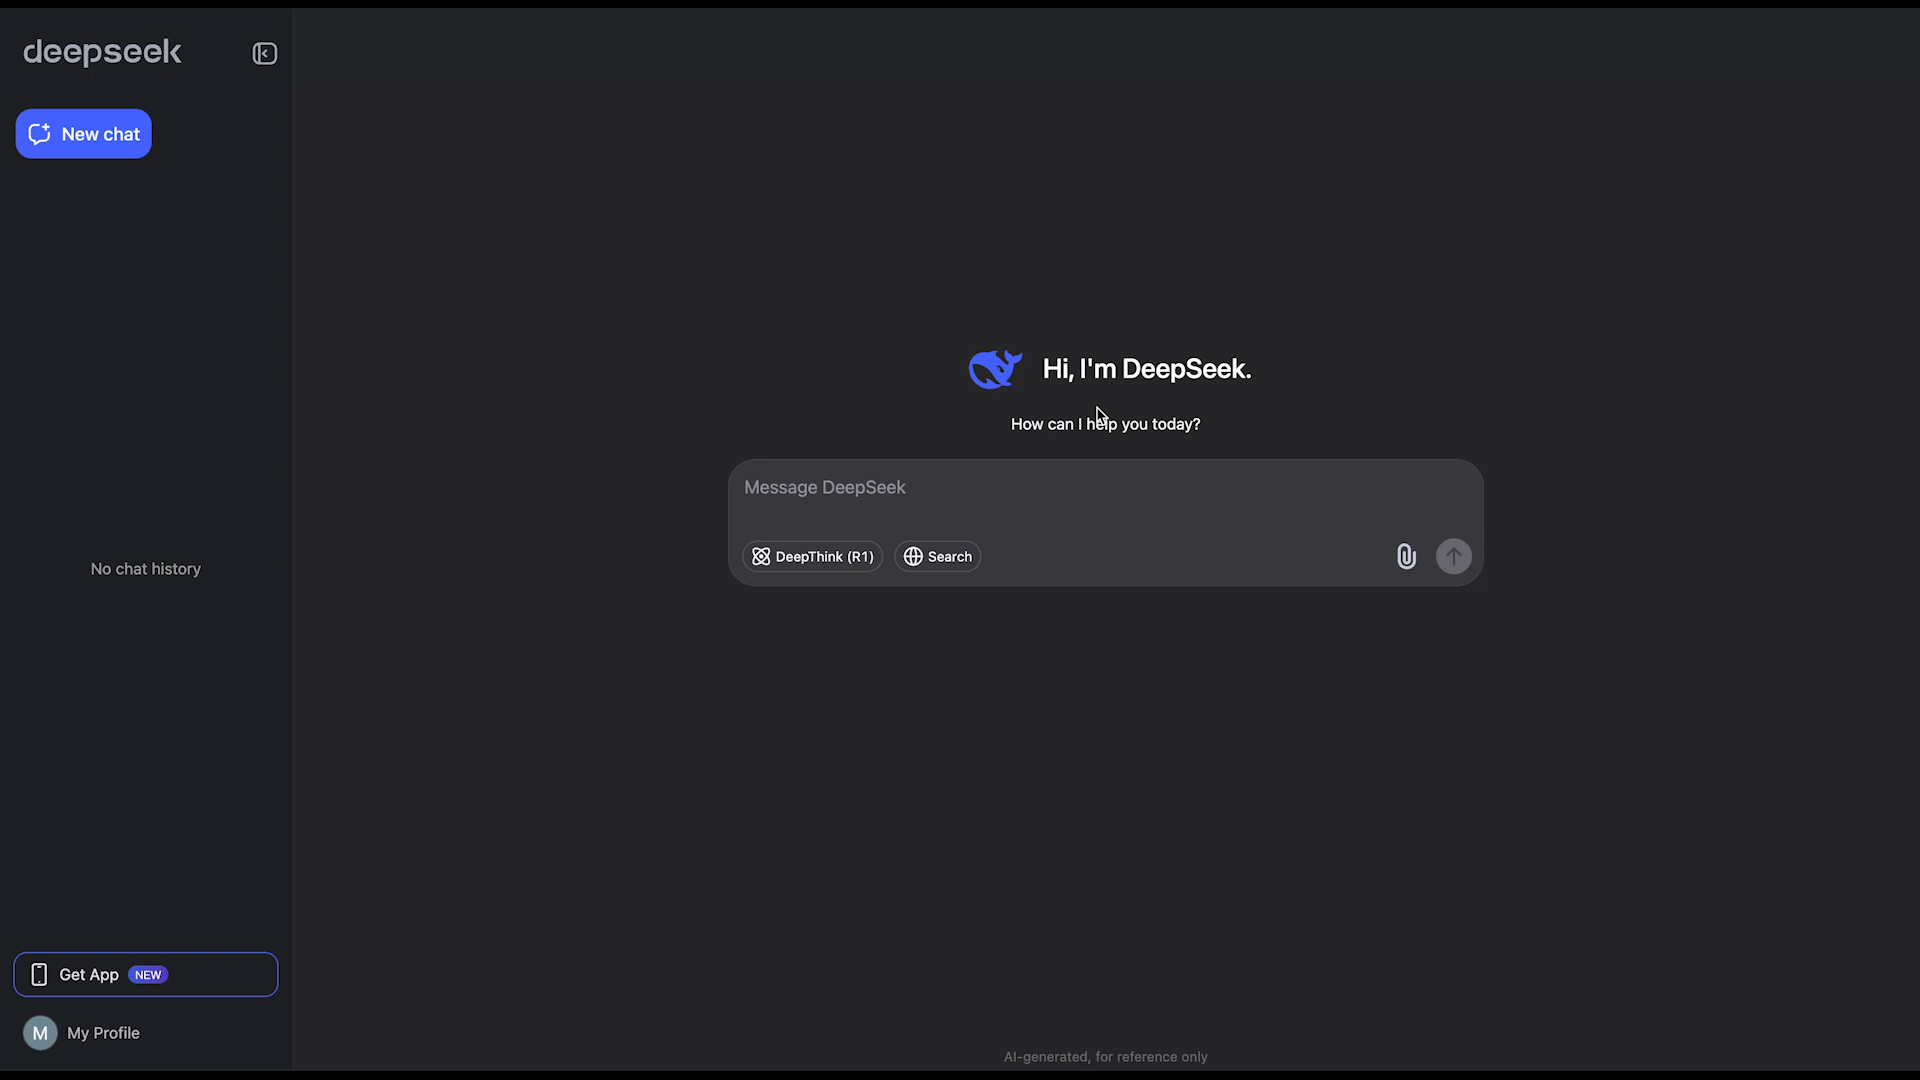 deepseek
New chat
No chat history
Get App NEW
M My Profile
Hi, I'm DeepSeek.
How can I help you today?
Message DeepSeek
DeepThink (R1) Search
AI-generated, for reference only